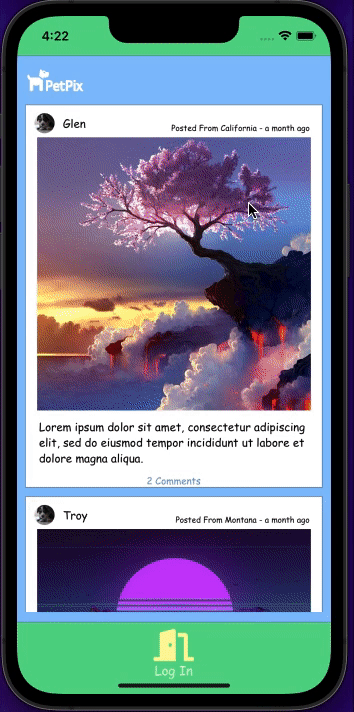 4:22
PetPix
Glen
Posted From California - a month ago
Lorem ipsum dolor sit amet, consectetur adipiscing
elit, sed do eiusmod tempor incididunt ut labore et
dolore magna aliqua.
2 Comments
Troy
Posted From Montana - a month ago
Log In